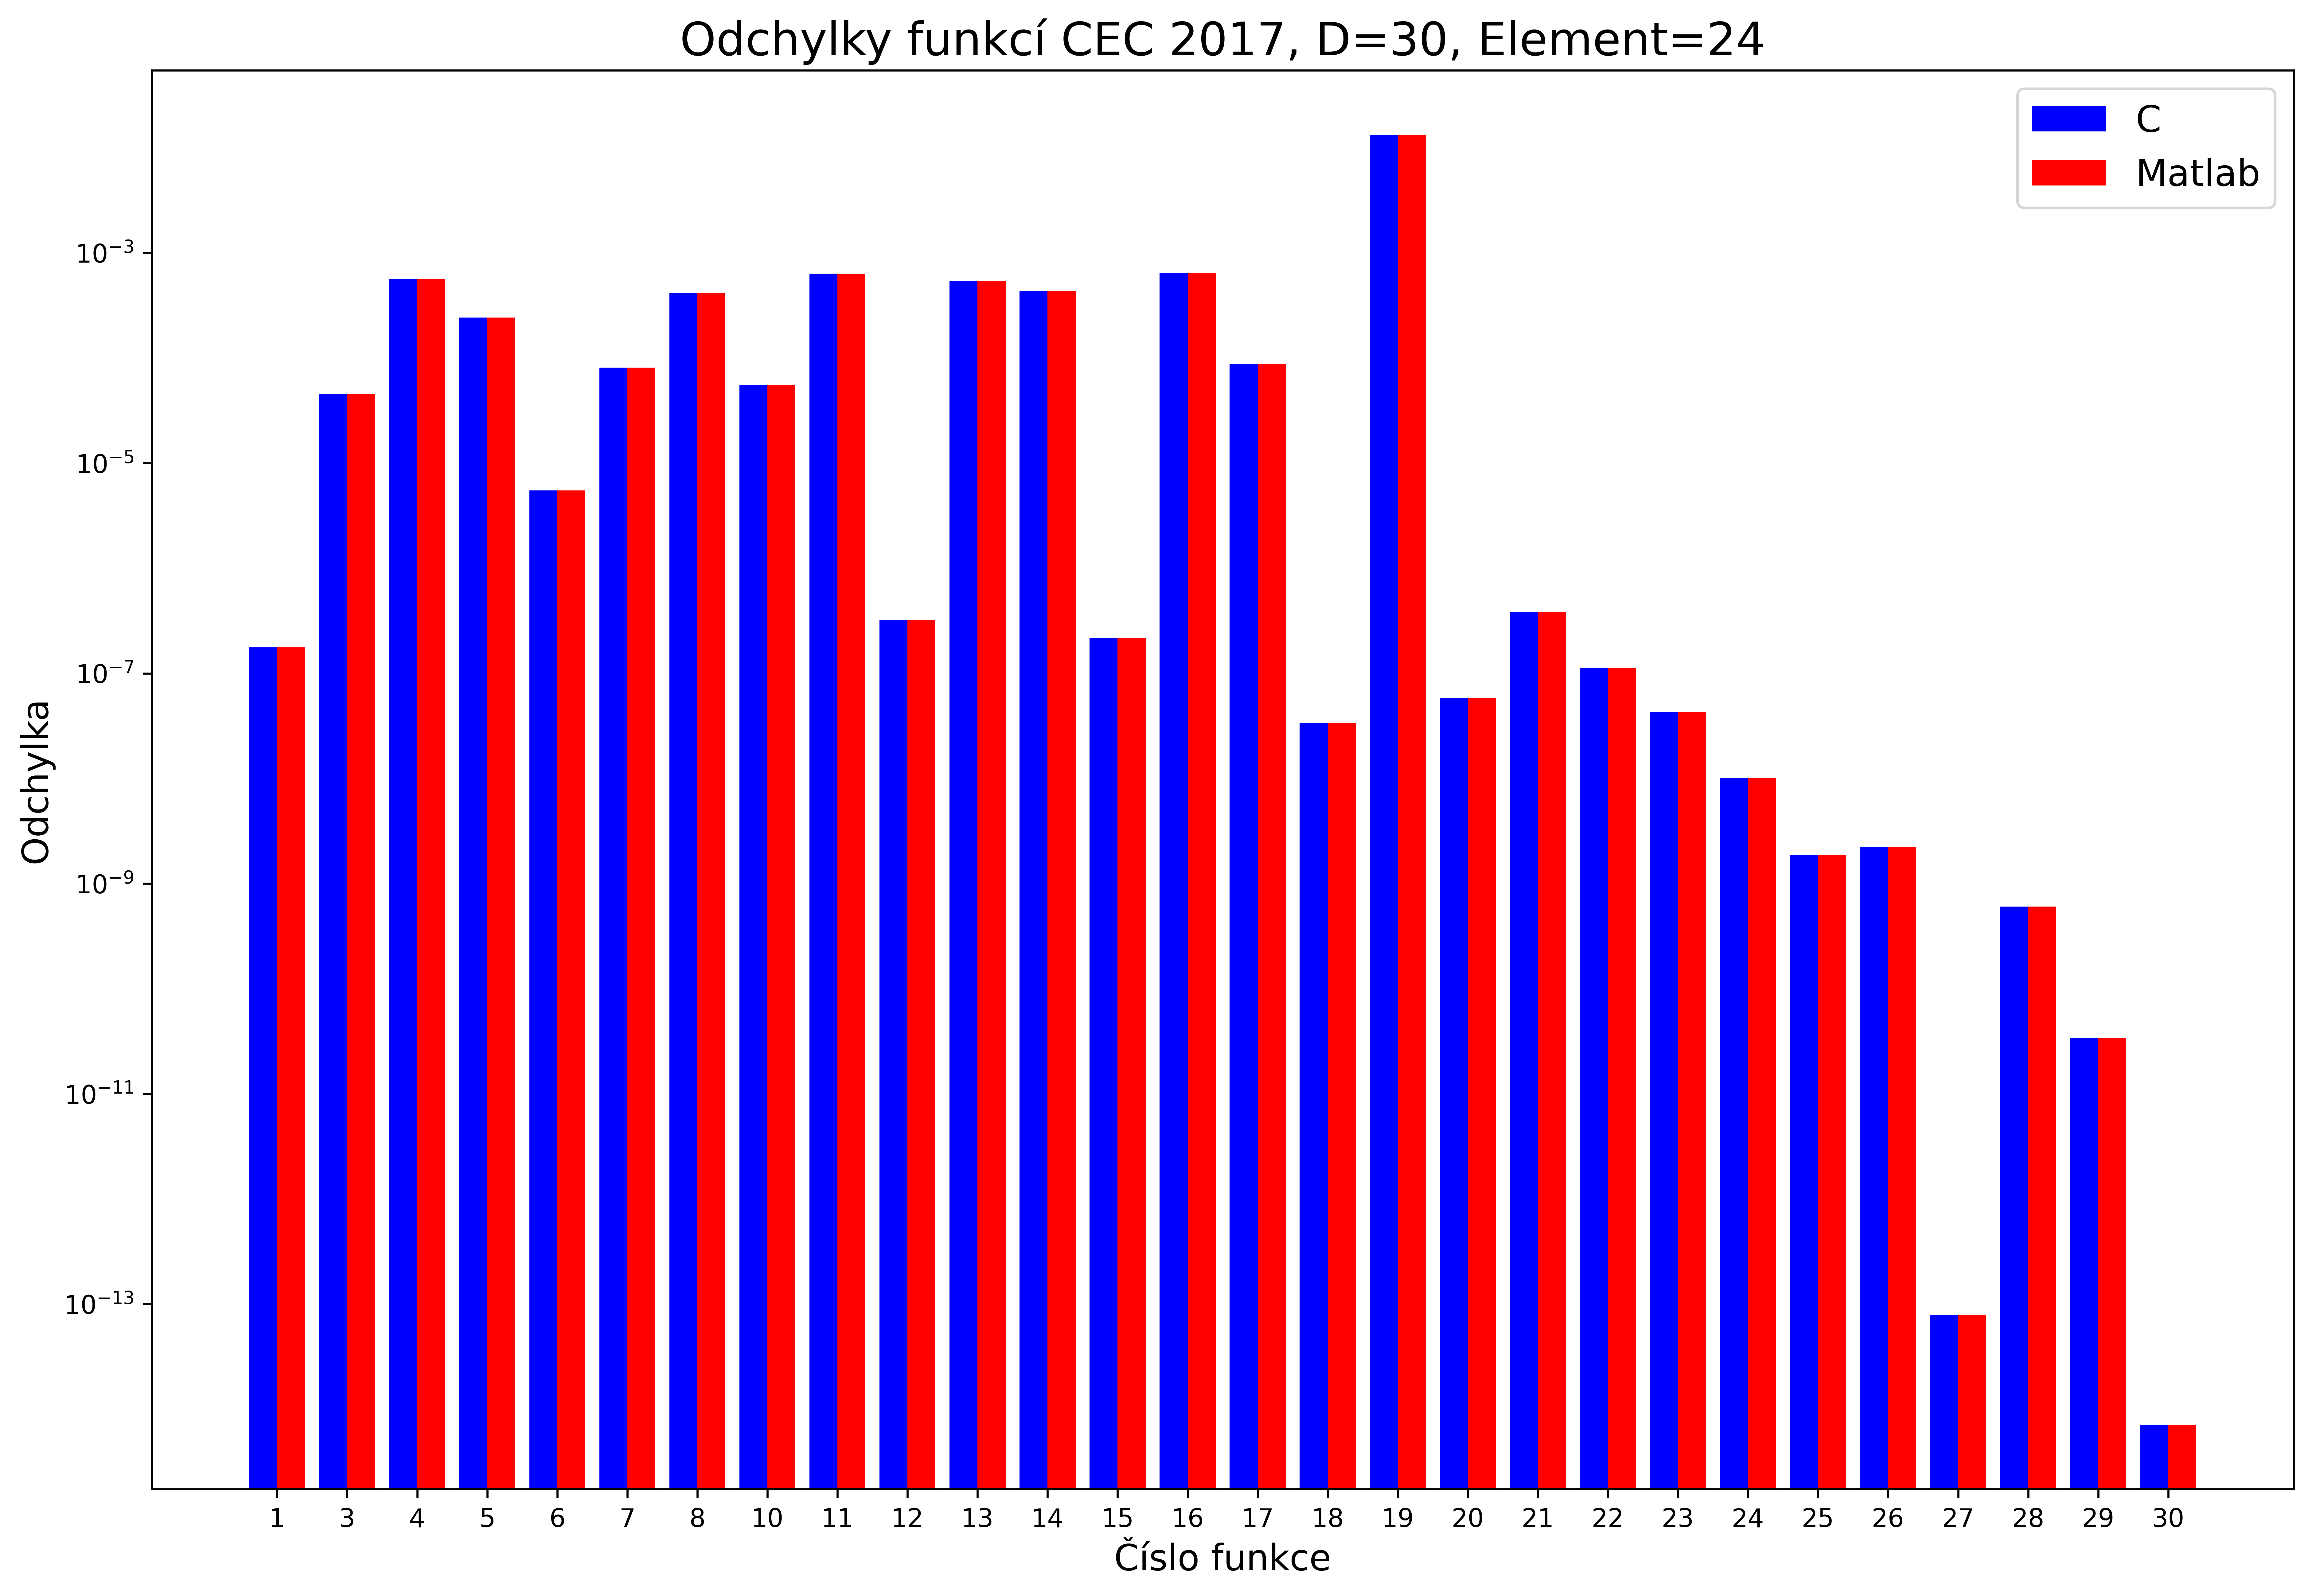 Odchylky funkcí CEC 2017, D=30, Element=24
C
Matlab
Odchylka
10⁻³
10⁻⁵
10⁻⁷
10⁻⁹
10⁻¹¹
10⁻¹³
1 3 4 5 6 7 8 10 11 12 13 14 15 16 17 18 19 20 21 22 23 24 25 26 27 28 29 30
Číslo funkce